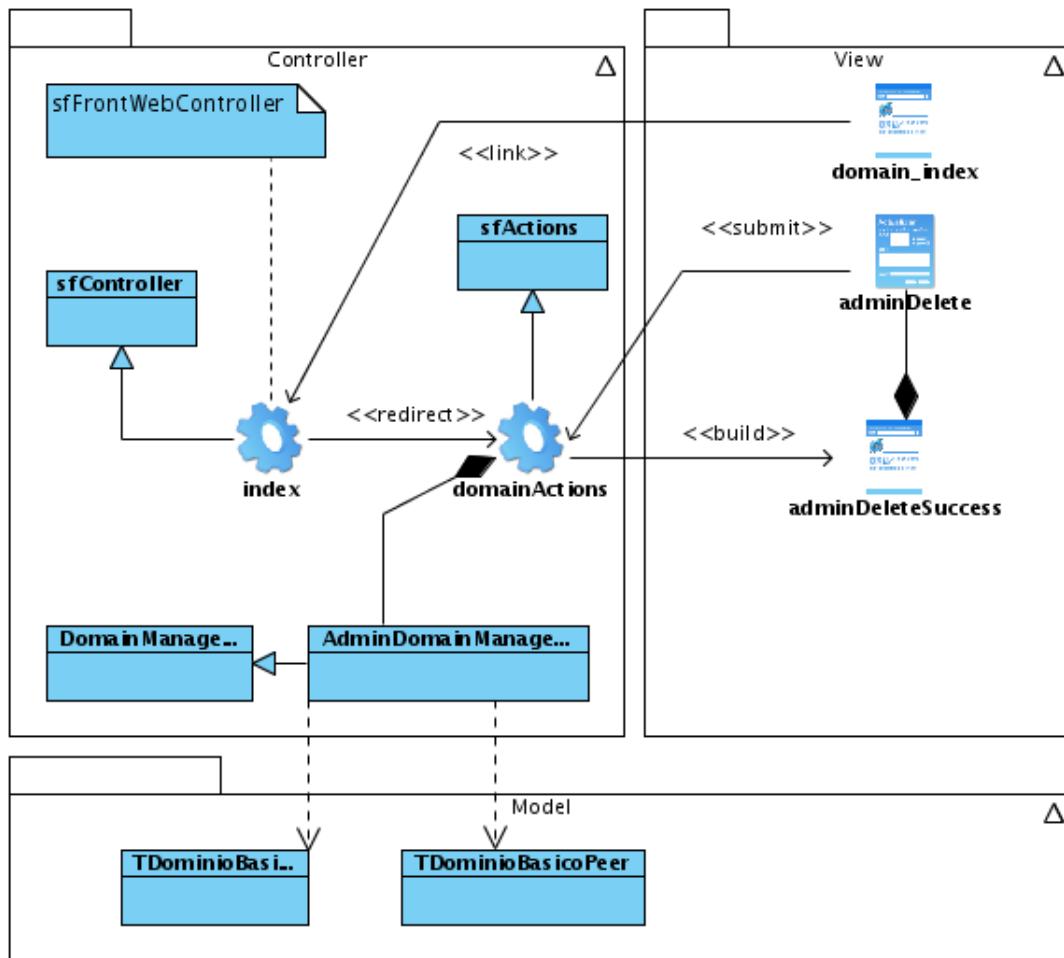 Controller
View
sfFrontWebController
<<link>>
domain_index
sfActions
<<submit>>
sfController
adminDelete
<<redirect>>
<<build>>
index
domainActions
adminDeleteSuccess
DomainManage...
AdminDomainManage...
Model
TDominioBasi...
TDominioBasicoPeer